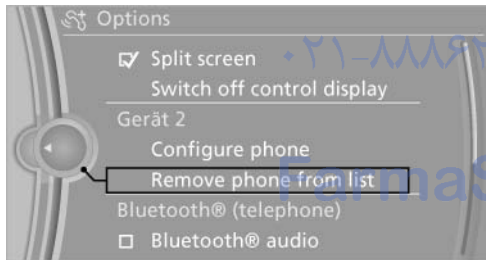 Options
Split screen
Switch off control display
Gerät 2
Configure phone
Remove phone from list
Bluetooth® (telephone)
Bluetooth® audio